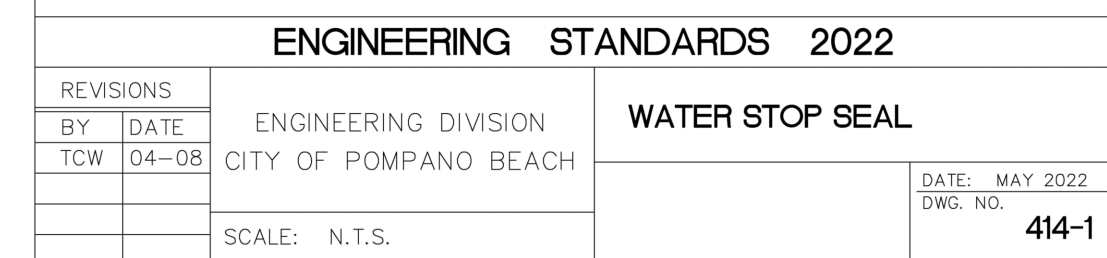 ENGINEERING STANDARDS 2022
REVISIONS
BY DATE
TCW 04-08
ENGINEERING DIVISION
CITY OF POMPANO BEACH
SCALE: N.T.S.
WATER STOP SEAL
DATE: MAY 2022
DWG. NO.
414-1